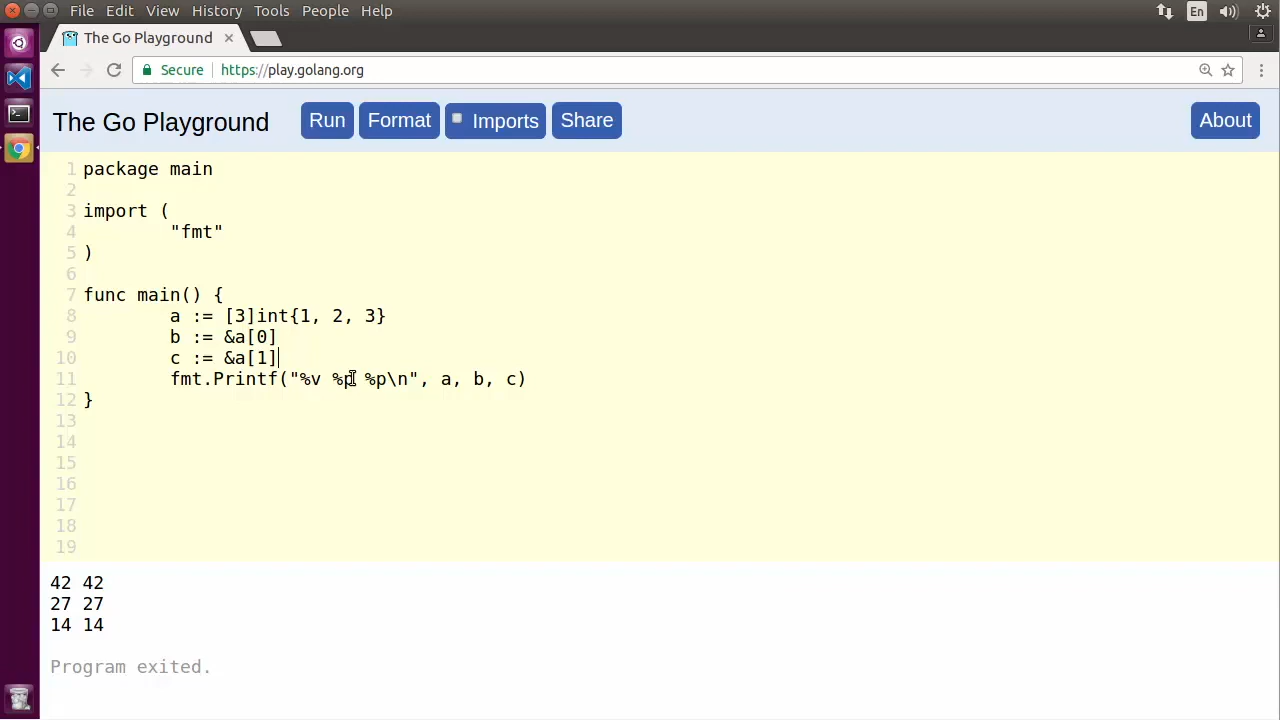 File Edit View History Tools People Help
En
The Go Playground
Secure https://play.golang.org
The Go Playground Run Format Imports Share About
1 package main
2
3 import (
4 "fmt"
5 )
6
7 func main() {
8 a := [3]int{1, 2, 3}
9 b := &a[0]
10 c := &a[1]
11 fmt.Printf("%v %p %p\n", a, b, c)
12 }
13
14
15
16
17
18
19
42 42
27 27
14 14
Program exited.